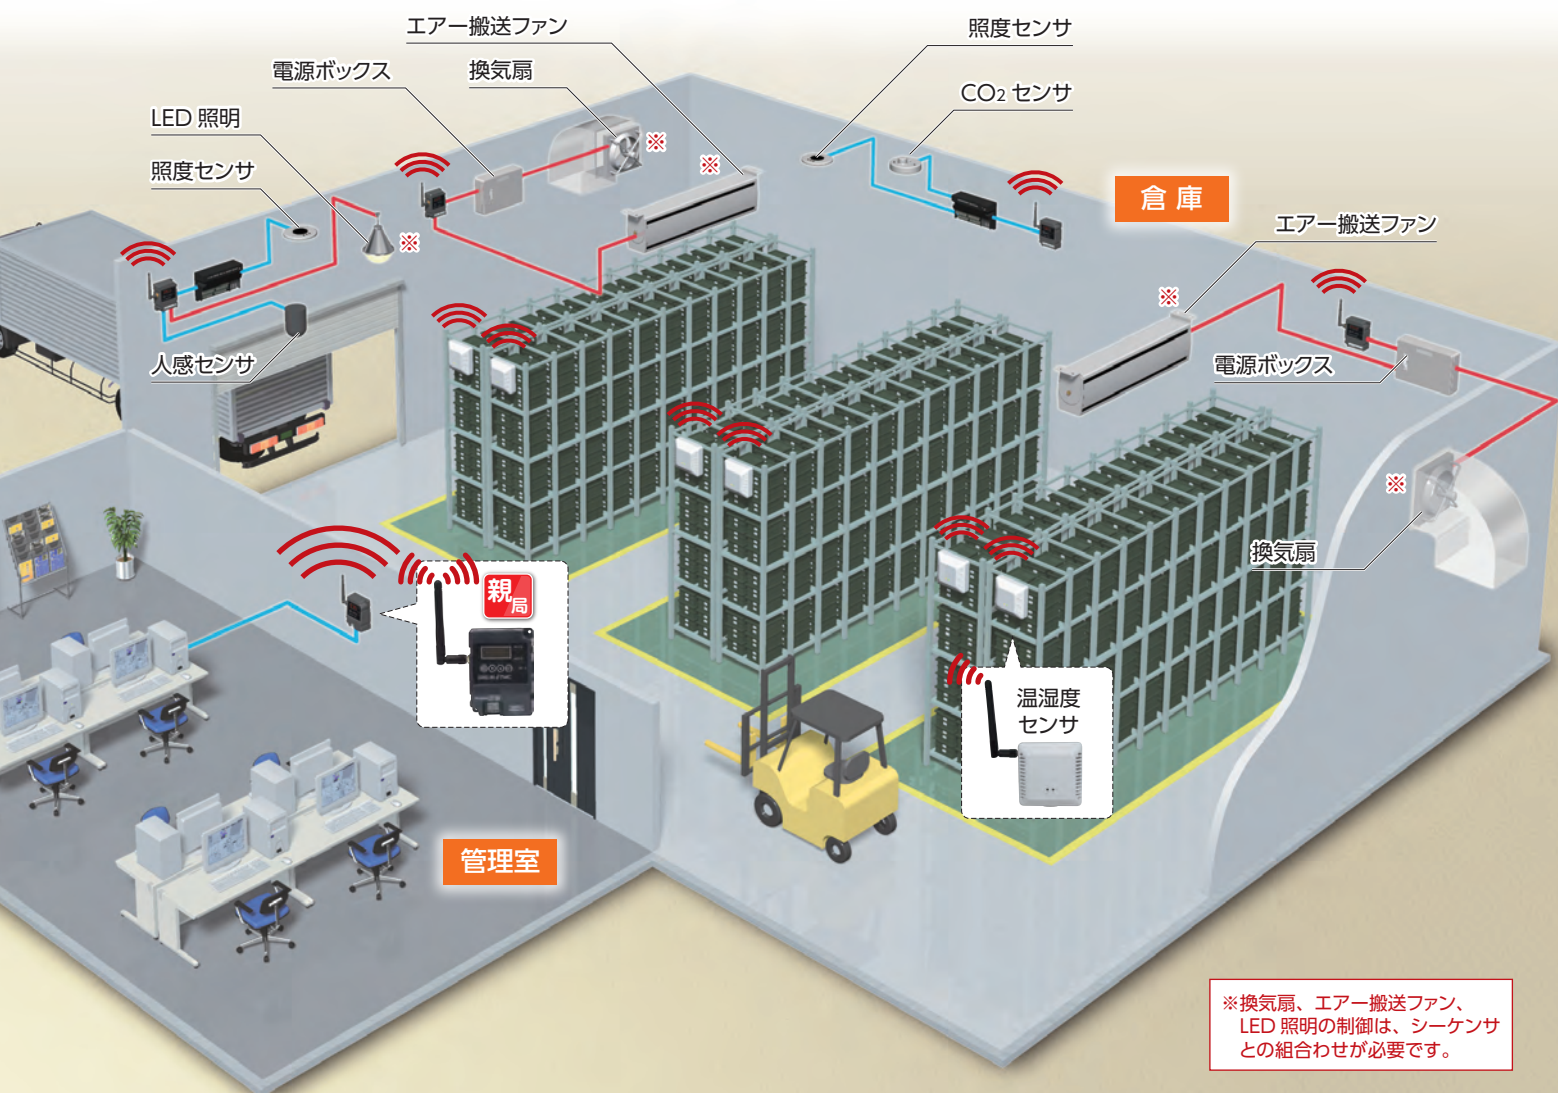 エアー搬送ファン
照度センサ
電源ボックス
換気扇
CO2 センサ
LED 照明
照度センサ
※
※
※
倉庫
エアー搬送ファン
※
人感センサ
電源ボックス
※
換気扇
親局
温湿度
センサ
管理室
※換気扇、エアー搬送ファン、
LED 照明の制御は、シーケンサ
との組合わせが必要です。